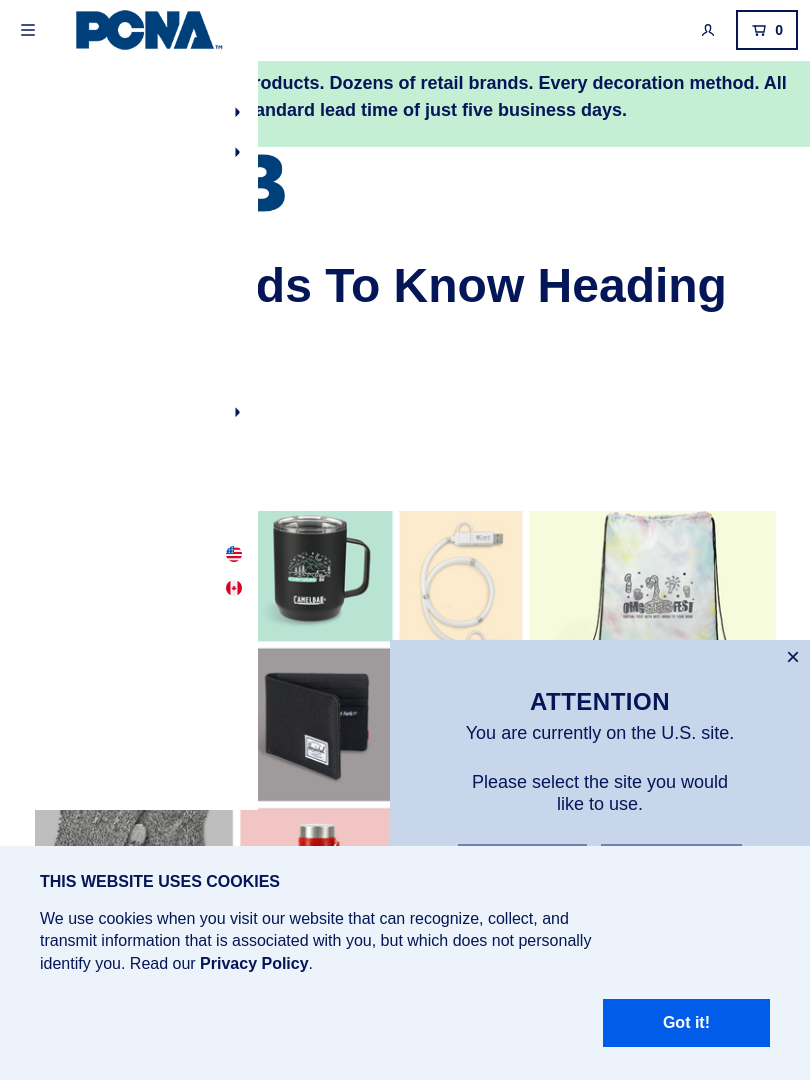 PCNA™
0
roducts. Dozens of retail brands. Every decoration method. All
andard lead time of just five business days.
ds To Know Heading
CAMELBAK
OMG FEST
ATTENTION
You are currently on the U.S. site.
Please select the site you would
like to use.
THIS WEBSITE USES COOKIES
We use cookies when you visit our website that can recognize, collect, and
transmit information that is associated with you, but which does not personally
identify you. Read our Privacy Policy.
Got it!